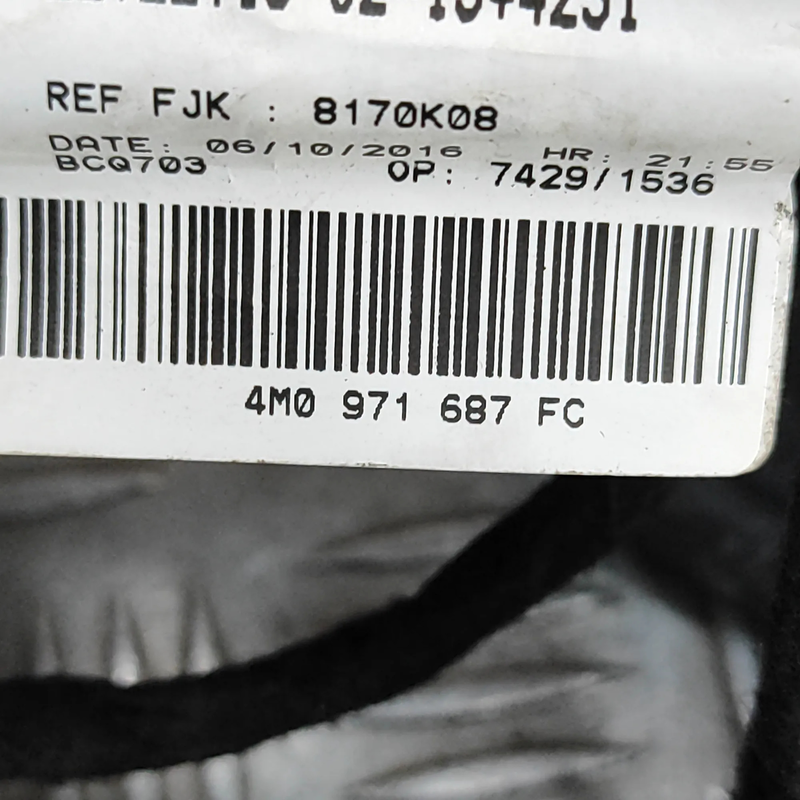 REF FJK : 8170K08
DATE: 06/10/2016 HR: 21:55
BCQ703 OP: 7429/1536
4M0 971 687 FC